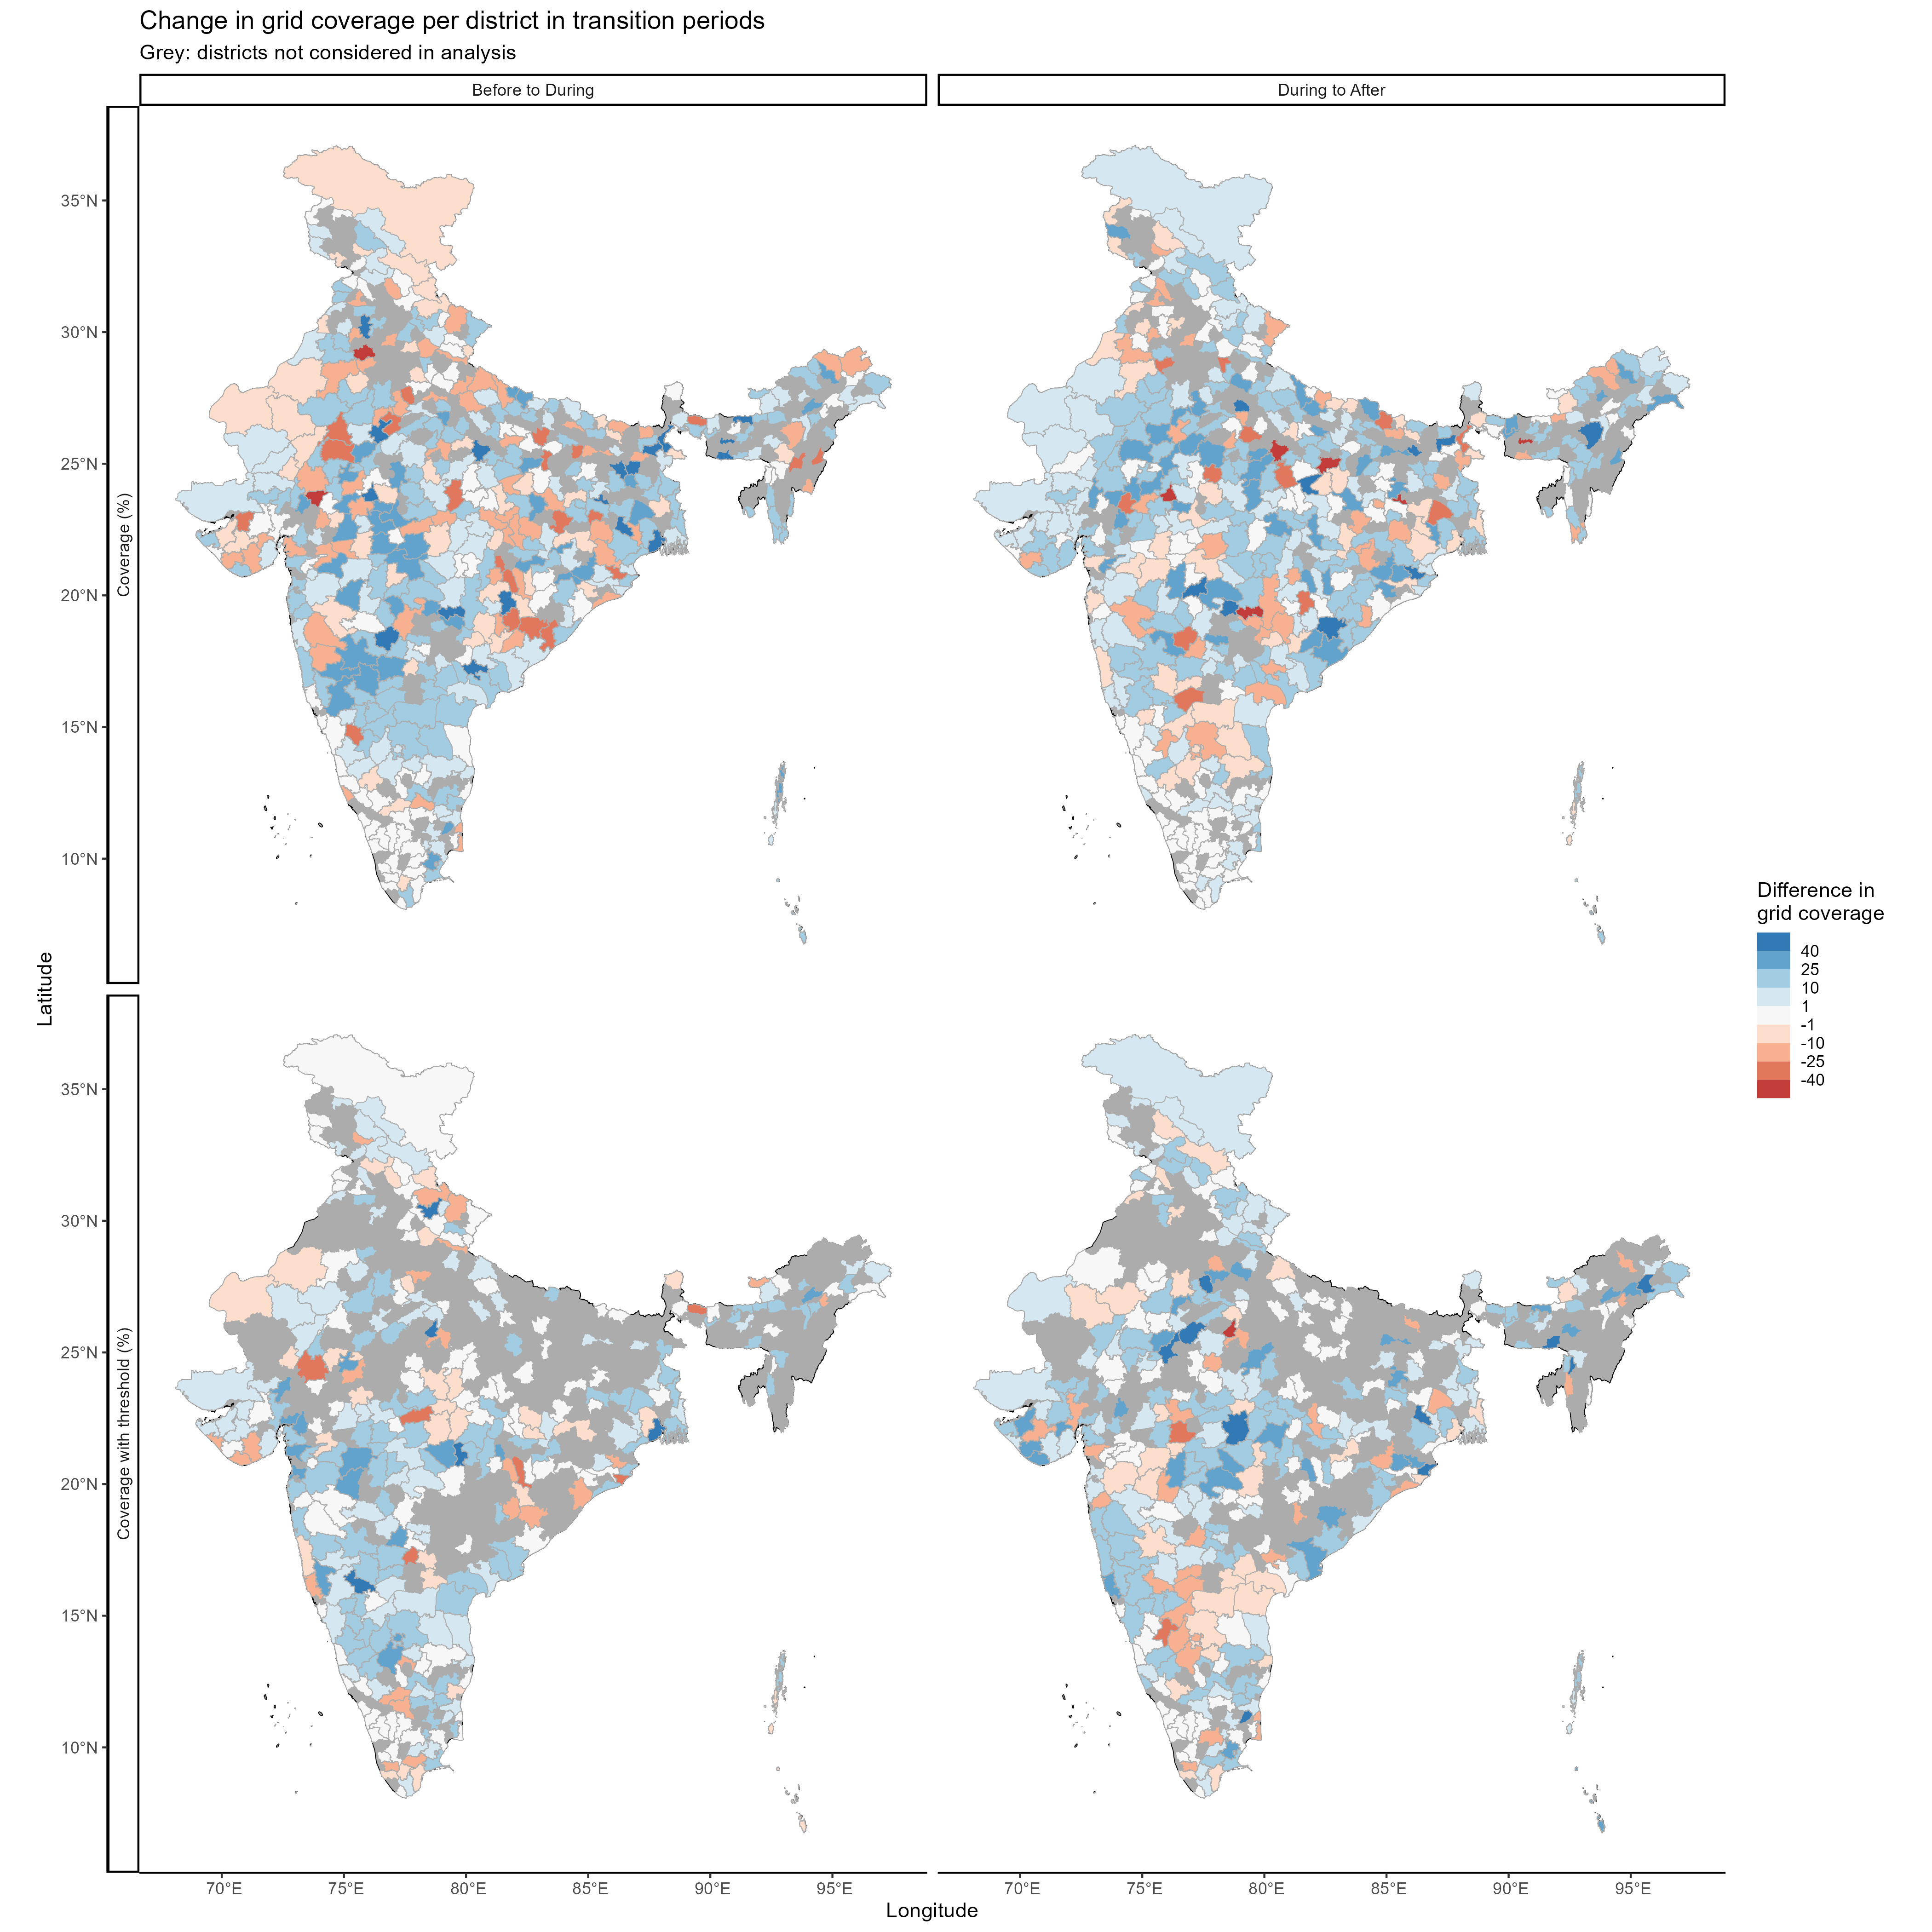 Change in grid coverage per district in transition periods
Grey: districts not considered in analysis
Before to During
During to After
Coverage (%)
35°N
30°N
25°N
20°N
15°N
10°N
Latitude
Difference in
grid coverage
40
25
10
1
-1
-10
-25
-40
Coverage with threshold (%)
35°N
30°N
25°N
20°N
15°N
10°N
70°E
75°E
80°E
85°E
90°E
95°E
70°E
75°E
80°E
85°E
90°E
95°E
Longitude